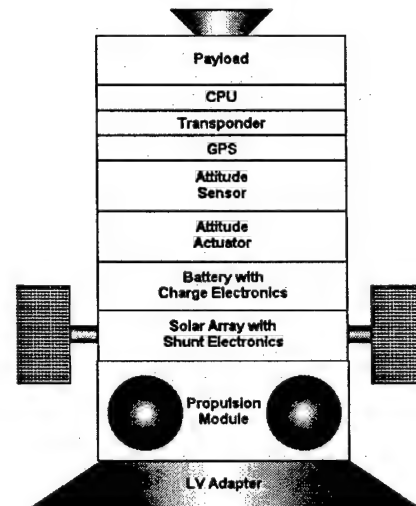 Payload
CPU
Transponder
GPS
Attitude
Sensor
Attitude
Actuator
Battery with
Charge Electronics
Solar Array with
Shunt Electronics
Propulsion
Module
LV Adapter